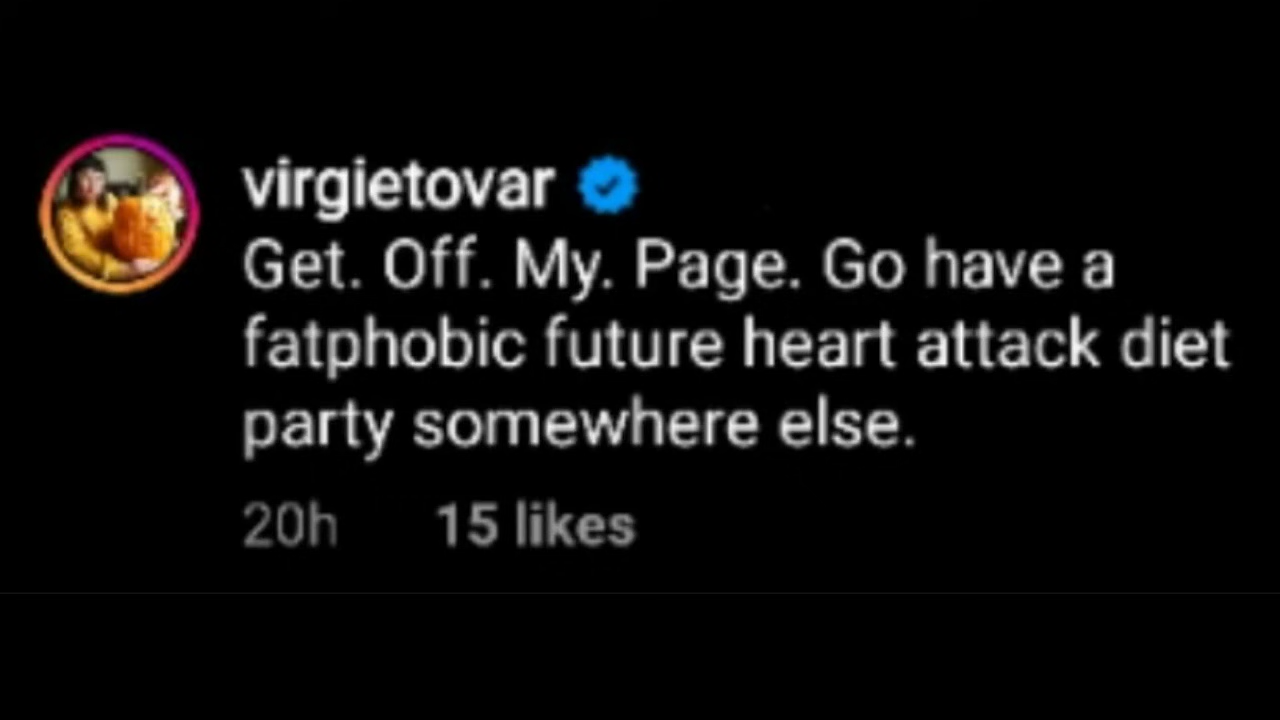 virgietovar
Get. Off. My. Page. Go have a
fatphobic future heart attack diet
party somewhere else.
20h 15 likes